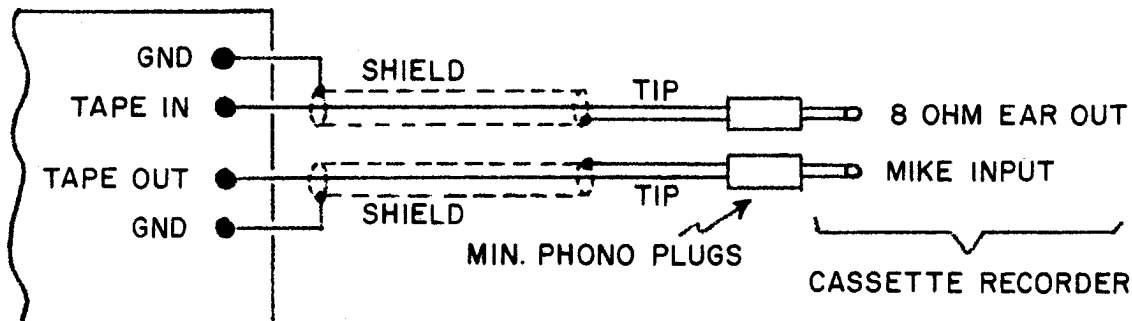 GND
SHIELD
TAPE IN
TIP
8 OHM EAR OUT
TAPE OUT
TIP
MIKE INPUT
GND
SHIELD
MIN. PHONO PLUGS
CASSETTE RECORDER